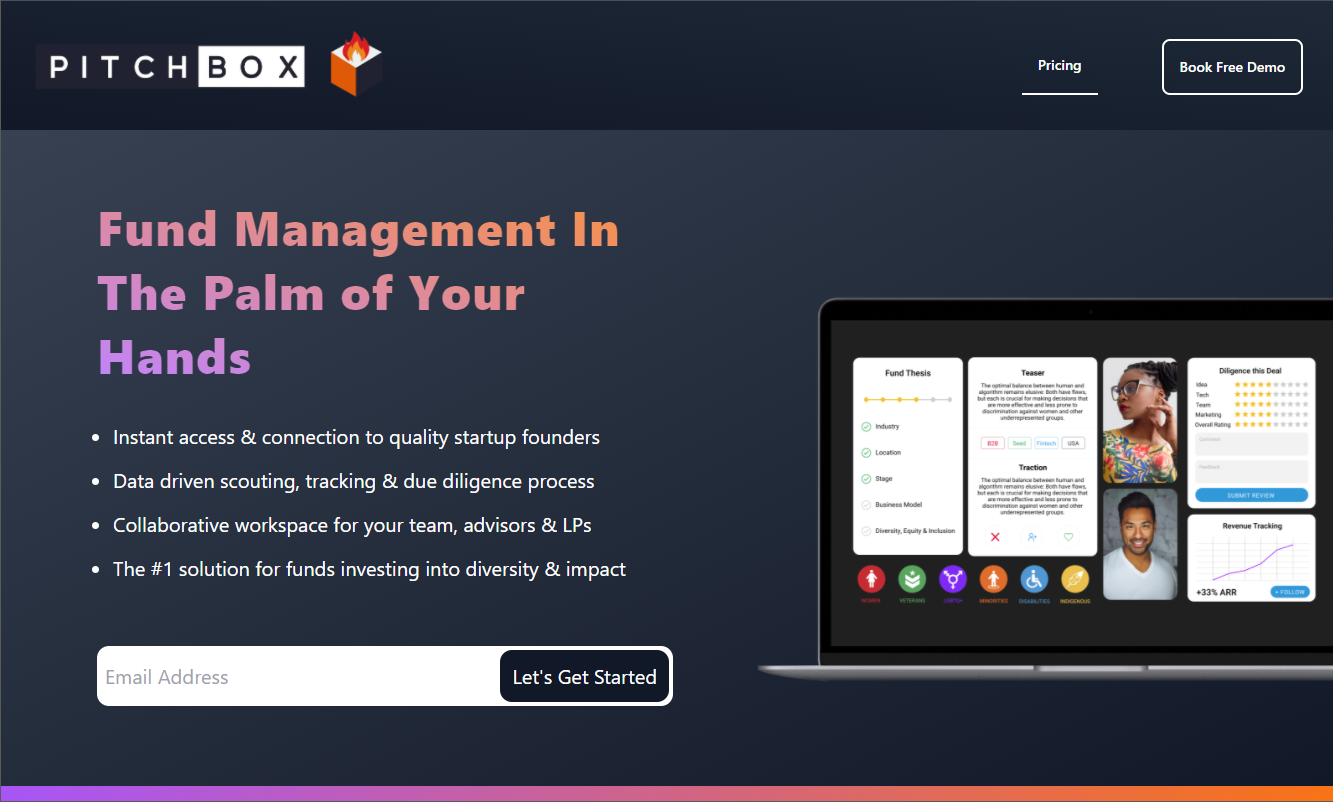 PITCHBOX
Pricing
Book Free Demo
Fund Management In
The Palm of Your
Hands
• Instant access & connection to quality startup founders
• Data driven scouting, tracking & due diligence process
• Collaborative workspace for your team, advisors & LPs
• The #1 solution for funds investing into diversity & impact
Email Address
Let's Get Started
Fund Thesis
Industry
Location
Stage
Business Model
Diversity, Equity & Inclusion
Teaser
The optimal balance between human and
algorithm remains elusive: Both have flaws,
but each is crucial for making decisions that
are more effective and less prone to
discrimination against women and other
underrepresented groups.
B2B Seed Fintech USA
Traction
The optimal balance between human and
algorithm remains elusive: Both have flaws,
but each is crucial for making decisions that
are more effective and less prone to
discrimination against women and other
underrepresented groups.
Diligence this Deal
Idea
Tech
Team
Marketing
Overall Rating
Comment
Feedback
SUBMIT REVIEW
Revenue Tracking
+33% ARR
+ FOLLOW
WOMEN VETERANS LGBTQ+ MINORITIES DISABILITIES INDIGENOUS